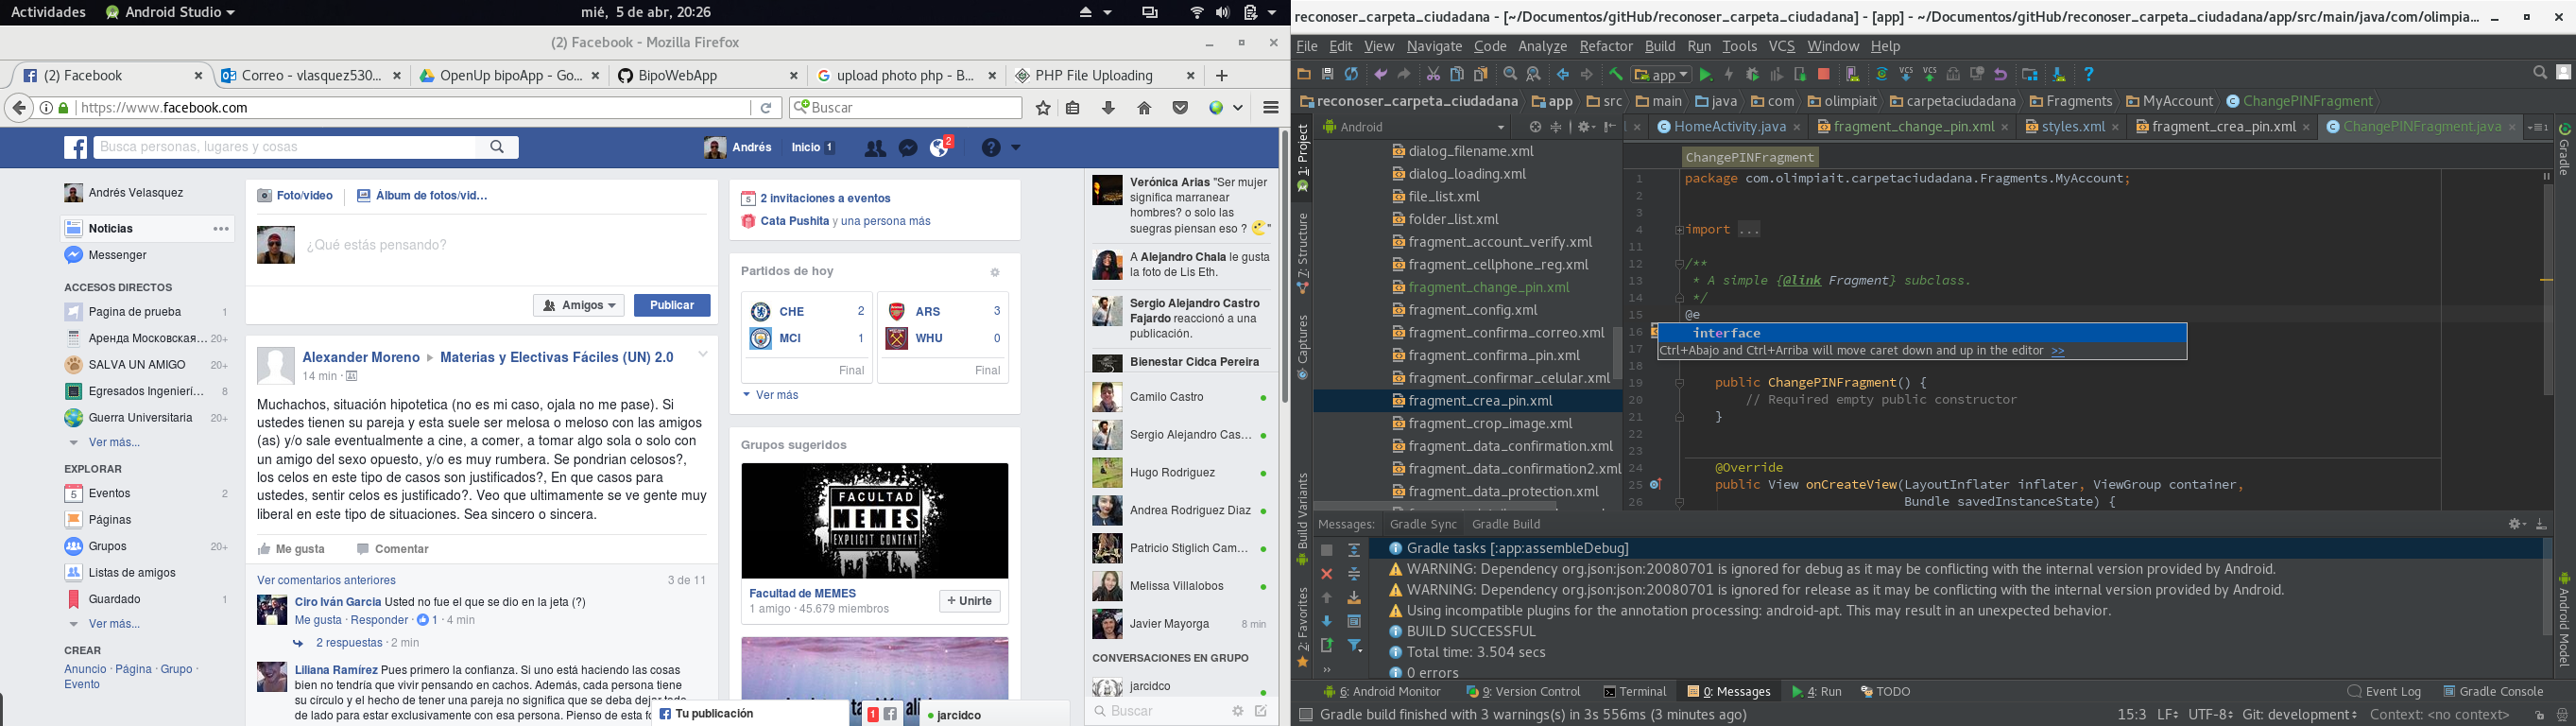 Actividades
Android Studio
mié, 5 de abr, 20:26
(2) Facebook - Mozilla Firefox
(2) Facebook
Correo - vlasquez530...
OpenUp bipoApp - Go...
BipoWebApp
upload photo php - B...
PHP File Uploading
https://www.facebook.com
Buscar
Busca personas, lugares y cosas
Andrés
Inicio 1
2
Andrés Velasquez
Noticias
Messenger
ACCESOS DIRECTOS
Pagina de prueba 1
Аренда Московская... 20+
SALVA UN AMIGO 20+
Egresados Ingenierí... 8
Guerra Universitaria 20+
Ver más...
EXPLORAR
Eventos 2
Páginas
Grupos 20+
Listas de amigos
Guardado 1
Ver más...
CREAR
Anuncio · Página · Grupo ·
Evento
Foto/video
Álbum de fotos/vid...
¿Qué estás pensando?
Amigos
Publicar
Alexander Moreno ▸ Materias y Electivas Fáciles (UN) 2.0
14 min ·
Muchachos, situación hipotetica (no es mi caso, ojala no me pase). Si
ustedes tienen su pareja y esta suele ser melosa o meloso con las amigos
(as) y/o sale eventualmente a cine, a comer, a tomar algo sola o solo con
un amigo del sexo opuesto, y/o es muy rumbera. Se pondrian celosos?,
los celos en este tipo de casos son justificados?, En que casos para
ustedes, sentir celos es justificado?. Veo que ultimamente se ve gente muy
liberal en este tipo de situaciones. Sea sincero o sincera.
Me gusta
Comentar
Ver comentarios anteriores
3 de 11
Ciro Iván Garcia Usted no fue el que se dio en la jeta (?)
Me gusta · Responder · 1 · 4 min
2 respuestas · 2 min
Liliana Ramírez Pues primero la confianza. Si uno está haciendo las cosas
bien no tendría que vivir pensando en cachos. Además, cada persona tiene
su círculo y el hecho de tener una pareja no significa que se deba dejar todo
de lado para estar exclusivamente con esa persona. Pienso de esta fo
2 invitaciones a eventos
Cata Pushita y una persona más
Partidos de hoy
CHE 2
MCI 1
Final
ARS 3
WHU 0
Final
Ver más
Grupos sugeridos
FACULTAD
MEMES
EXPLICIT CONTENT
Facultad de MEMES
1 amigo · 45.679 miembros
+ Unirte
Tu publicación
1
jarcidco
Verónica Arias "Ser mujer
significa marranear
hombres? o solo las
suegras piensan eso ? "
A Alejandro Chala le gusta
la foto de Lis Eth.
Sergio Alejandro Castro
Fajardo reaccionó a una
publicación.
Bienestar Cidca Pereira
Camilo Castro
Sergio Alejandro Cas...
Hugo Rodriguez
Andrea Rodriguez Diaz
Patricio Stiglich Cam...
Melissa Villalobos
Javier Mayorga 8 min
CONVERSACIONES EN GRUPO
jarcidco
Buscar
reconoser_carpeta_ciudadana - [~/Documentos/gitHub/reconoser_carpeta_ciudadana] - [app] - ~/Documentos/gitHub/reconoser_carpeta_ciudadana/app/src/main/java/com/olimpia...
File Edit View Navigate Code Analyze Refactor Build Run Tools VCS Window Help
app
reconoser_carpeta_ciudadana app src main java com olimpiait carpetaciudadana Fragments MyAccount ChangePINFragment
Android
HomeActivity.java
fragment_change_pin.xml
styles.xml
fragment_crea_pin.xml
ChangePINFragment.java
1: Project
7: Structure
Captures
Build Variants
2: Favorites
dialog_filename.xml
dialog_loading.xml
file_list.xml
folder_list.xml
fragment_account_verify.xml
fragment_cellphone_reg.xml
fragment_change_pin.xml
fragment_config.xml
fragment_confirma_correo.xml
fragment_confirma_pin.xml
fragment_confirmar_celular.xml
fragment_crea_pin.xml
fragment_crop_image.xml
fragment_data_confirmation.xml
fragment_data_confirmation2.xml
fragment_data_protection.xml
ChangePINFragment
1 package com.olimpiait.carpetaciudadana.Fragments.MyAccount;
2
3
4 import ...
11
12 /**
13 * A simple {@link Fragment} subclass.
14 */
15 @e
16 interface
17 Ctrl+Abajo and Ctrl+Arriba will move caret down and up in the editor >>
18
19 public ChangePINFragment() {
20 // Required empty public constructor
21 }
22
23
24 @Override
25 public View onCreateView(LayoutInflater inflater, ViewGroup container,
26 Bundle savedInstanceState) {
Gradle
Android Model
Messages: Gradle Sync Gradle Build
Gradle tasks [:app:assembleDebug]
WARNING: Dependency org.json:json:20080701 is ignored for debug as it may be conflicting with the internal version provided by Android.
WARNING: Dependency org.json:json:20080701 is ignored for release as it may be conflicting with the internal version provided by Android.
Using incompatible plugins for the annotation processing: android-apt. This may result in an unexpected behavior.
BUILD SUCCESSFUL
Total time: 3.504 secs
0 errors
6: Android Monitor
9: Version Control
Terminal
0: Messages
4: Run
TODO
Event Log
Gradle Console
Gradle build finished with 3 warnings(s) in 3s 556ms (3 minutes ago)
15:3 LF÷ UTF-8÷ Git: development÷ Context: <no context>